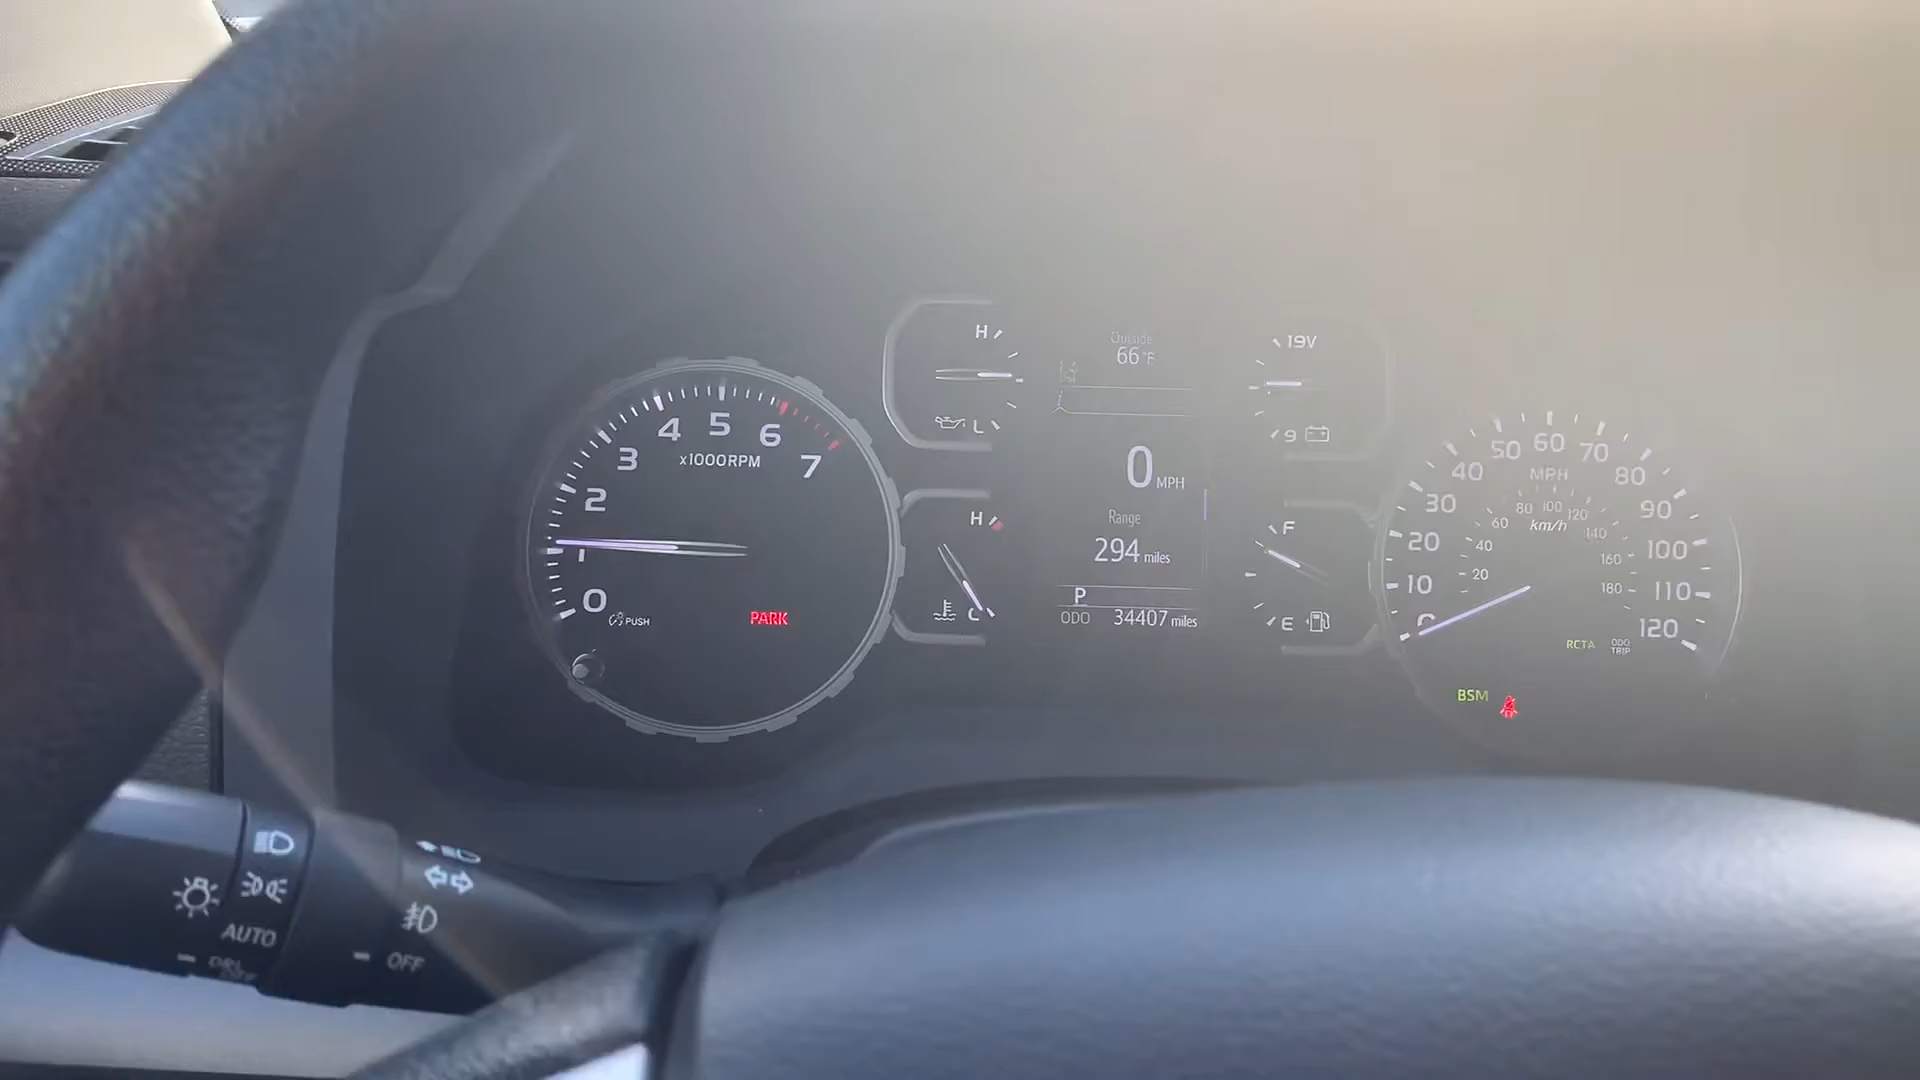 0
1
2
3
4
5
6
7
x1000RPM
PUSH
PARK
H
L
H
C
Outside
66°F
0 MPH
Range
294 miles
P
ODO 34407 miles
19V
9
F
E
0
10
20
30
40
50
60
70
80
90
100
110
120
MPH
20
40
60
80
100
120
140
160
180
km/h
RCTA
ODO
TRIP
BSM
AUTO
OFF